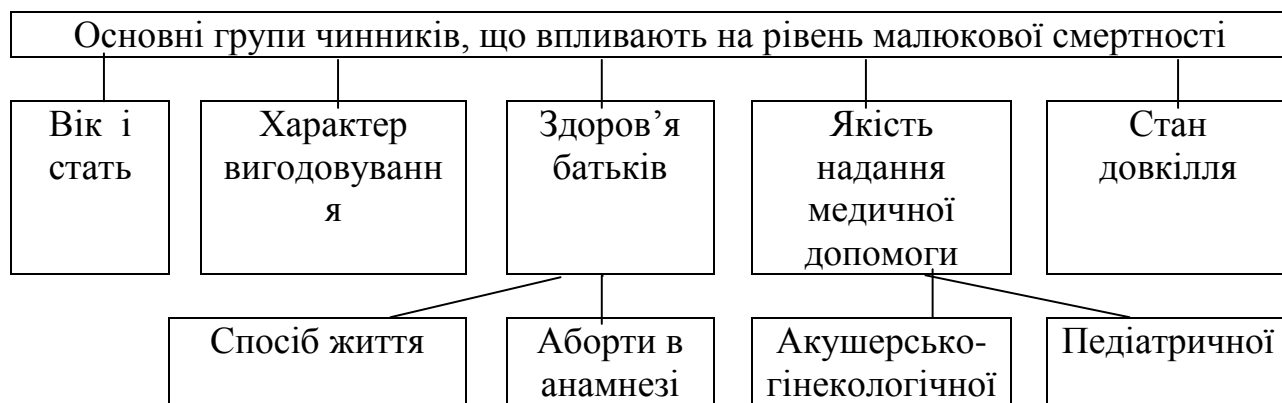 Основні групи чинників, що впливають на рівень малюкової смертності
Вік і
стать
Характер
вигодовуванн
я
Здоров’я
батьків
Якість
надання
медичної
допомоги
Стан
довкілля
Спосіб життя
Аборти в
анамнезі
Акушерсько-
гінекологічної
Педіатричної